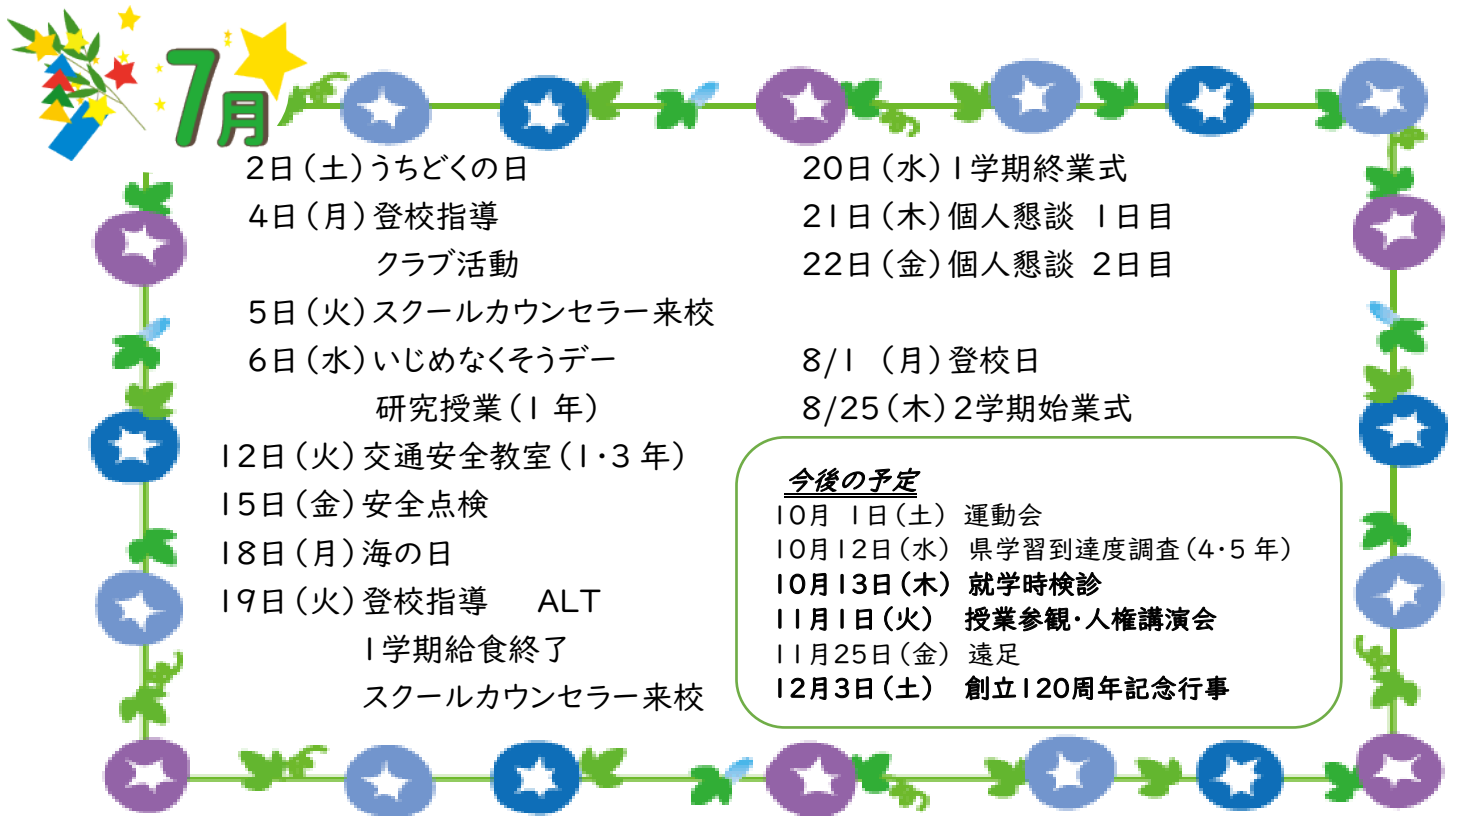 7月
2日(土)うちどくの日
4日(月)登校指導
クラブ活動
5日(火)スクールカウンセラー来校
6日(水)いじめなくそうデー
研究授業(1 年)
12日(火)交通安全教室(1・3 年)
15日(金)安全点検
18日(月)海の日
19日(火)登校指導 ALT
1学期給食終了
スクールカウンセラー来校
20日(水)1学期終業式
21日(木)個人懇談 1日目
22日(金)個人懇談 2日目
8/1 (月)登校日
8/25(木)2学期始業式
今後の予定
10月 1日(土) 運動会
10月12日(水) 県学習到達度調査(4・5 年)
10月13日(木) 就学時検診
11月1日(火) 授業参観・人権講演会
11月25日(金) 遠足
12月3日(土) 創立120周年記念行事